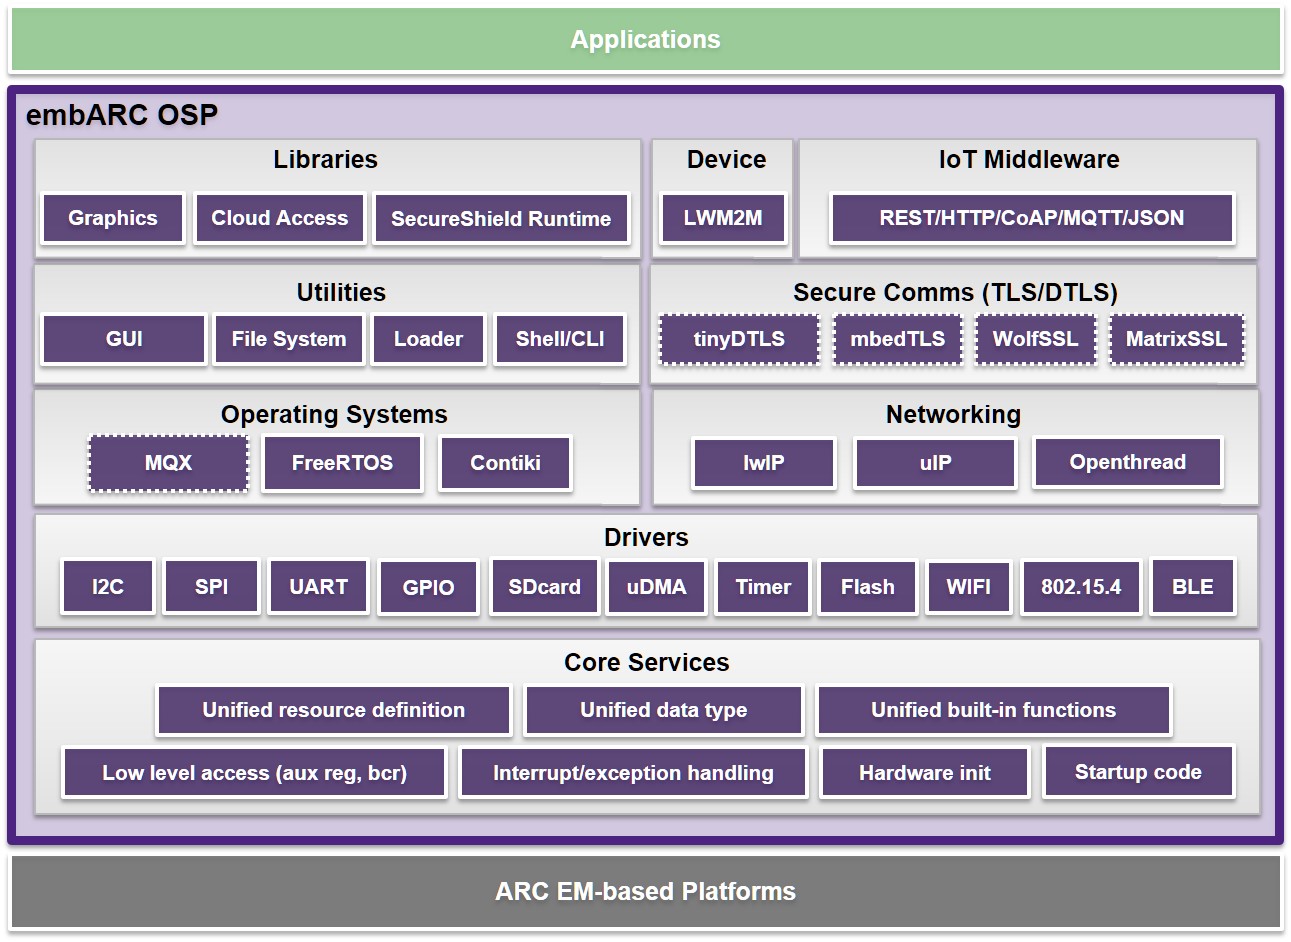 Applications
embARC OSP
Libraries
Graphics
Cloud Access
SecureShield Runtime
Device
LWM2M
IoT Middleware
REST/HTTP/CoAP/MQTT/JSON
Utilities
GUI
File System
Loader
Shell/CLI
Secure Comms (TLS/DTLS)
tinyDTLS
mbedTLS
WolfSSL
MatrixSSL
Operating Systems
MQX
FreeRTOS
Contiki
Networking
lwIP
uIP
Openthread
Drivers
I2C
SPI
UART
GPIO
SDcard
uDMA
Timer
Flash
WIFI
802.15.4
BLE
Core Services
Unified resource definition
Unified data type
Unified built-in functions
Low level access (aux reg, bcr)
Interrupt/exception handling
Hardware init
Startup code
ARC EM-based Platforms